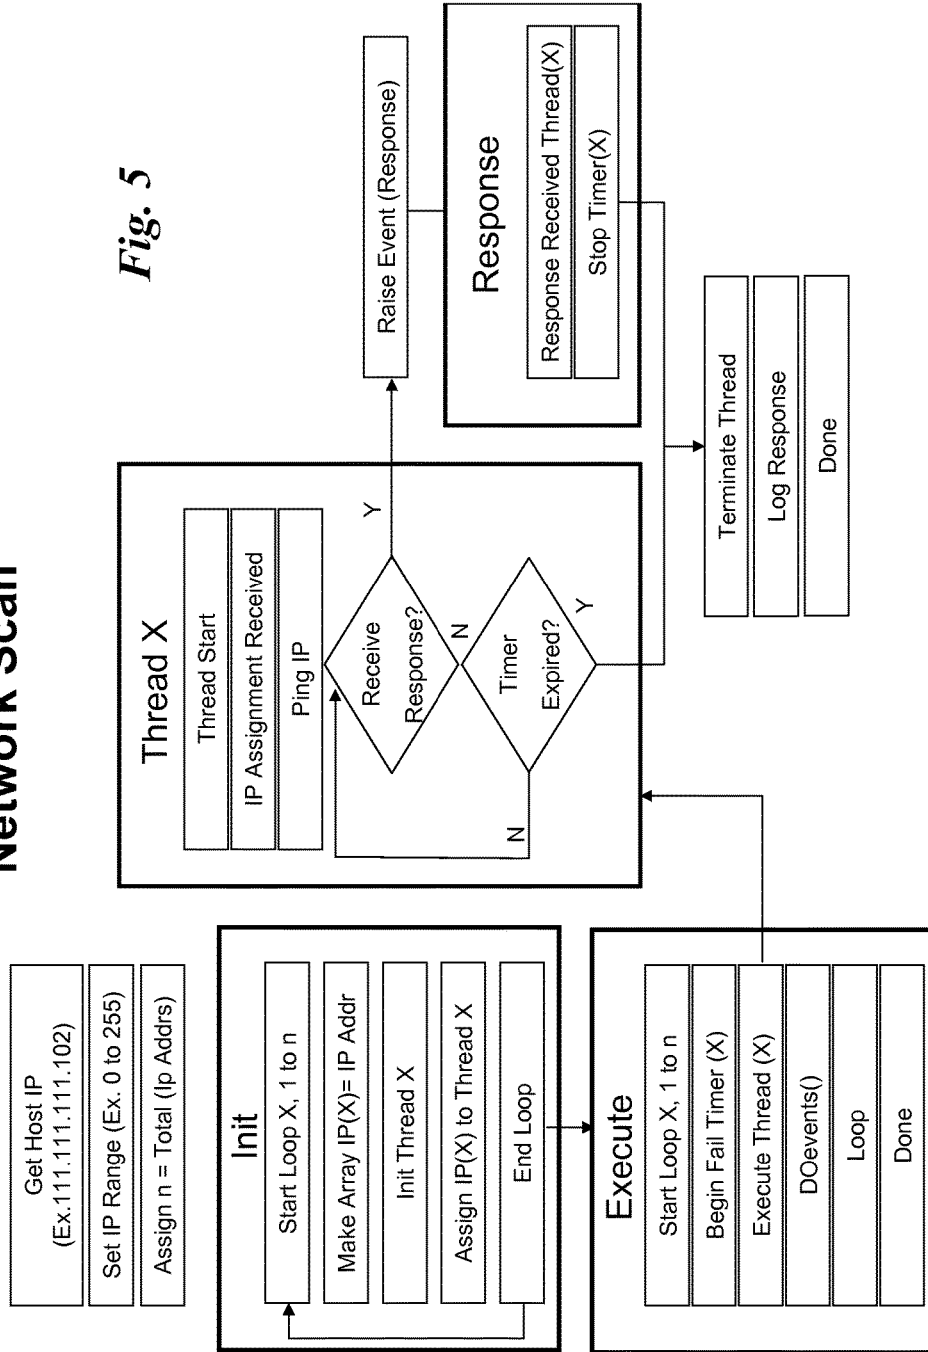 Network Scan
Fig. 5
Get Host IP
(Ex.111.111.111.102)
Set IP Range (Ex. 0 to 255)
Assign n = Total (Ip Addrs)
Init
Start Loop X, 1 to n
Make Array IP(X)= IP Addr
Init Thread X
Assign IP(X) to Thread X
End Loop
Execute
Start Loop X, 1 to n
Begin Fail Timer (X)
Execute Thread (X)
DOevents()
Loop
Done
Thread X
Thread Start
IP Assignment Received
Ping IP
Receive
Response?
Y
N
Timer
Expired?
Y
N
Raise Event (Response)
Response
Response Received Thread(X)
Stop Timer(X)
Terminate Thread
Log Response
Done